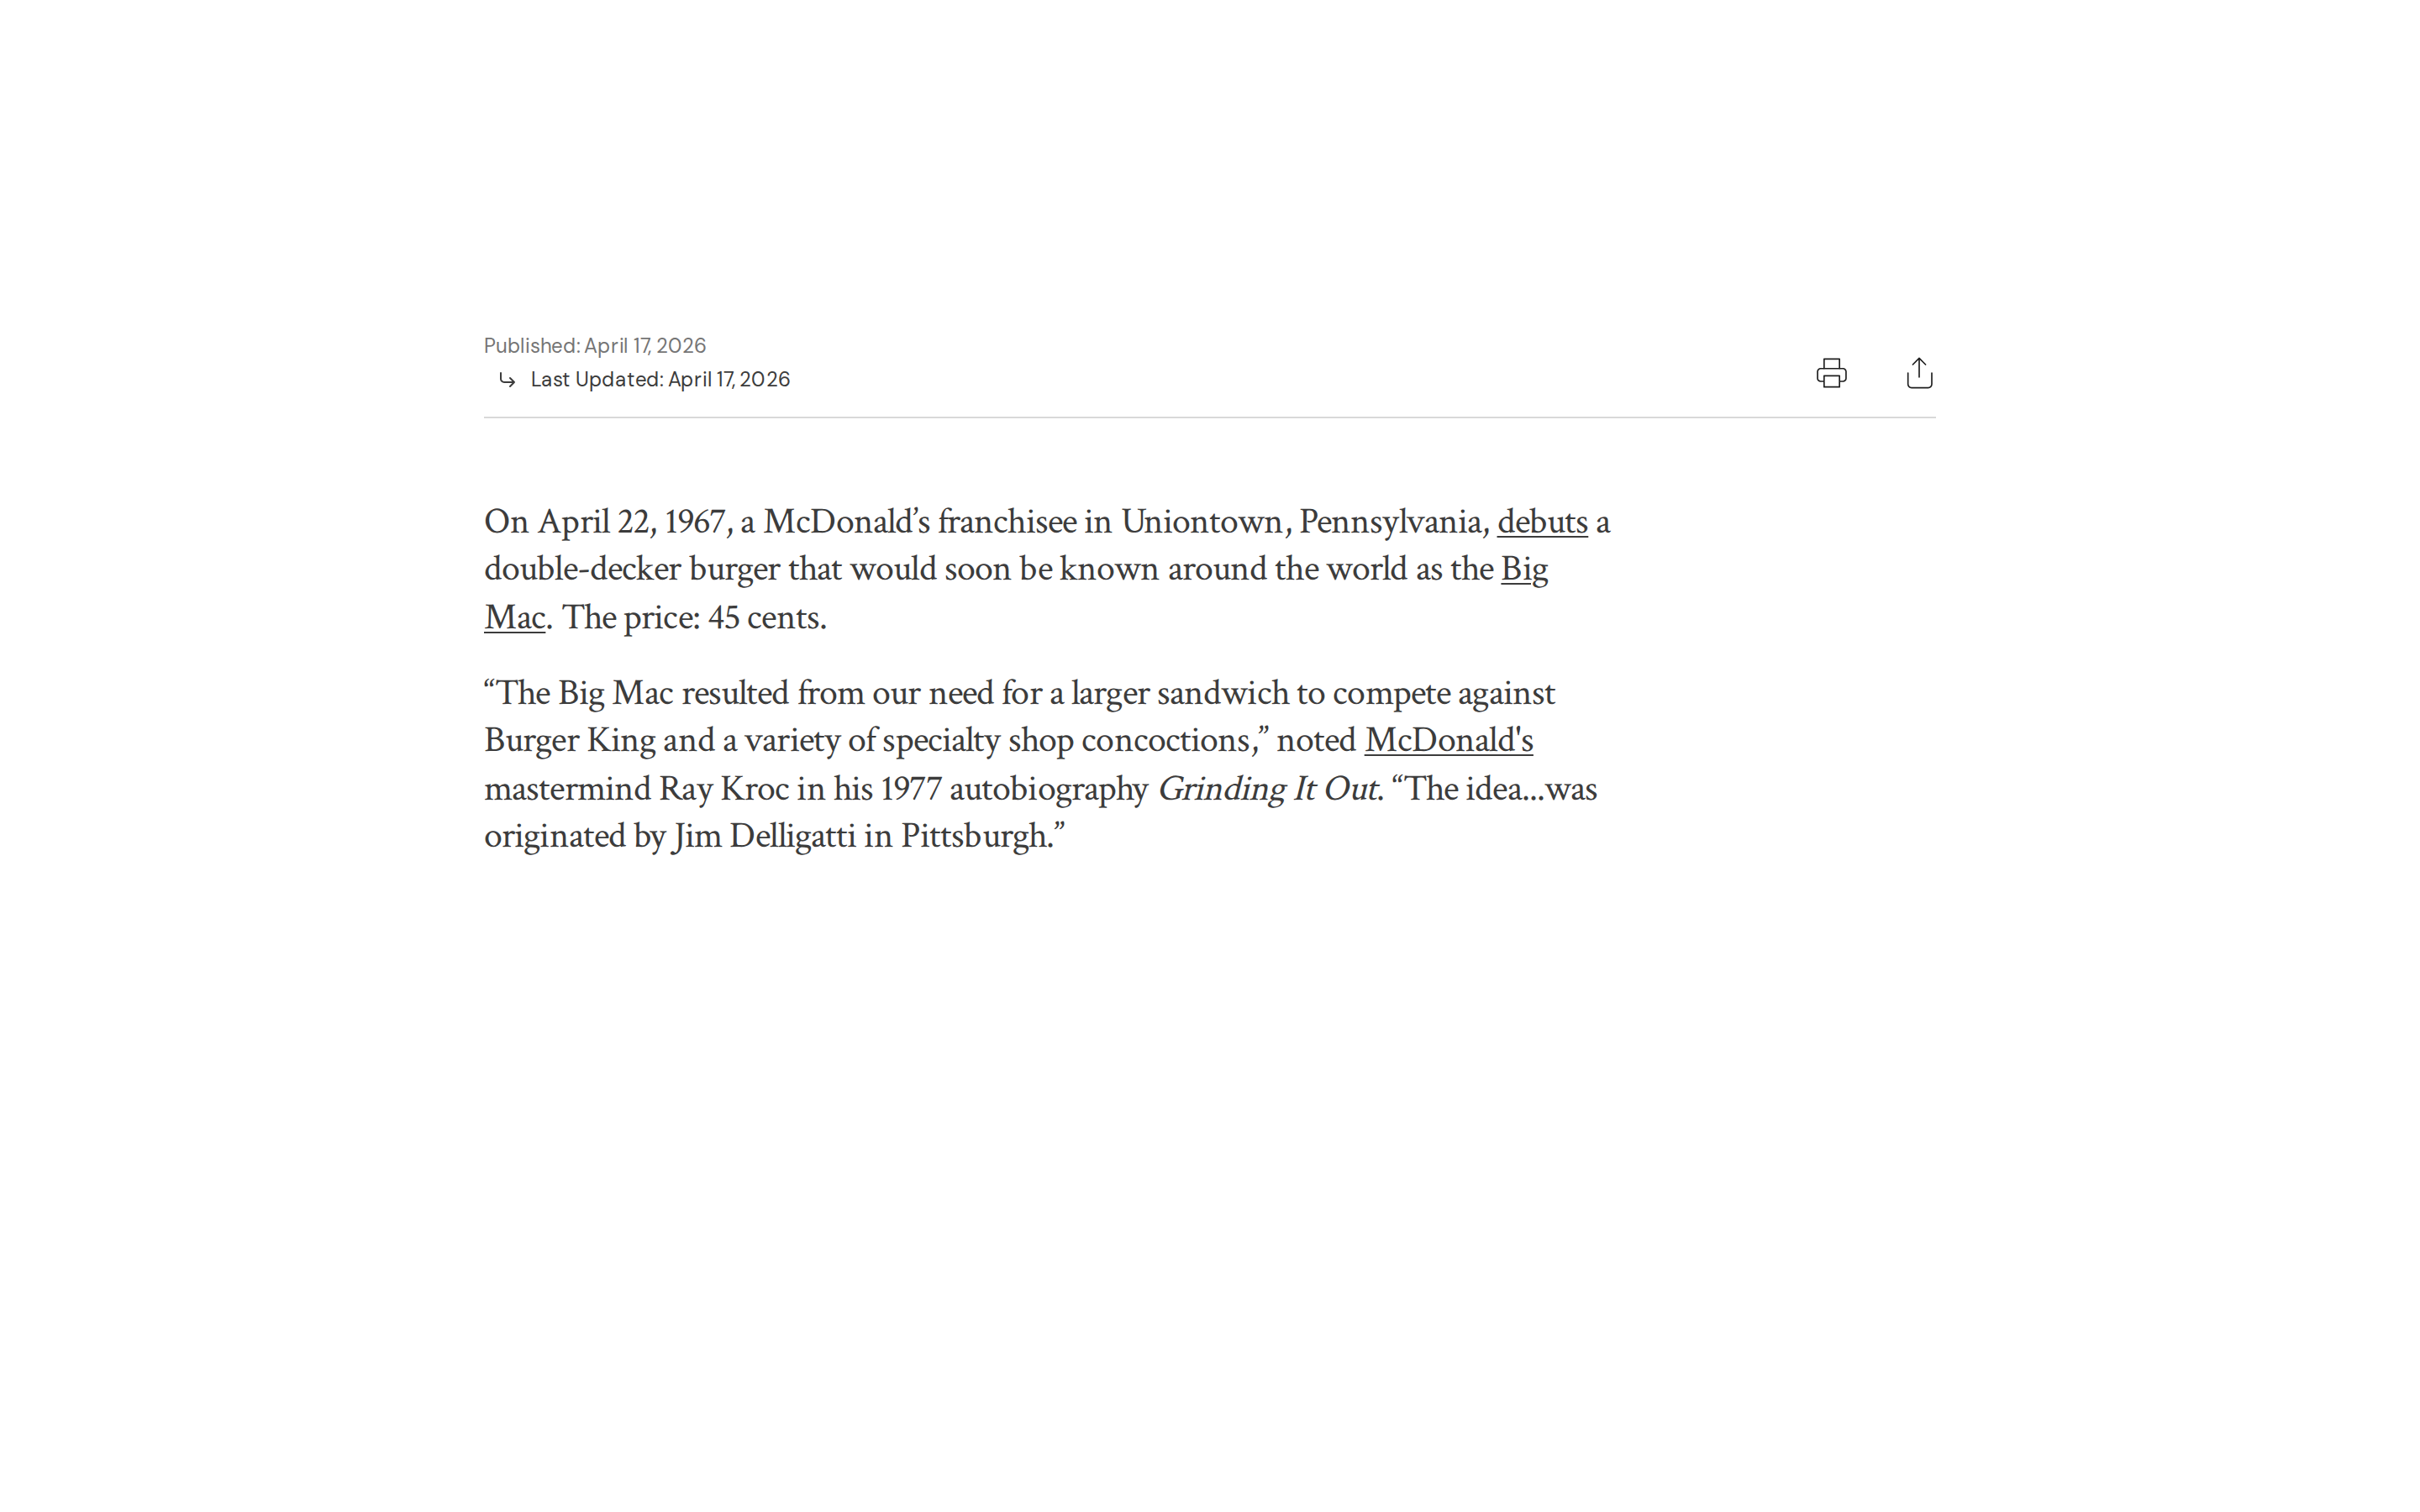 Published: April 17, 2026
Last Updated: April 17, 2026
On April 22, 1967, a McDonald’s franchisee in Uniontown, Pennsylvania, debuts a
double-decker burger that would soon be known around the world as the Big
Mac. The price: 45 cents.
“The Big Mac resulted from our need for a larger sandwich to compete against
Burger King and a variety of specialty shop concoctions,” noted McDonald's
mastermind Ray Kroc in his 1977 autobiography Grinding It Out. “The idea...was
originated by Jim Delligatti in Pittsburgh.”